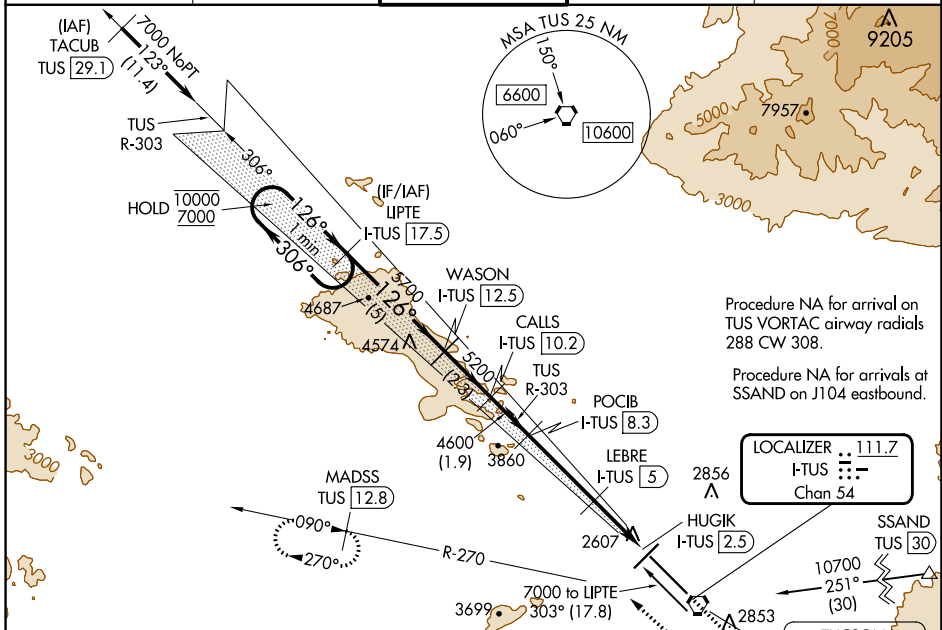 (IAF)
TACUB
TUS 29.1
7000 NoPT
123°
(11.4)
TUS
R-303
306°
HOLD 10000
7000
126°
1 min
306°
(IF/IAF)
LIPTE
I-TUS 17.5
MSA TUS 25 NM
150°
6600
060°
10600
9205
7000
7957
5000
3000
5700
126°
4687
(5)
4574
WASON
I-TUS 12.5
CALLS
I-TUS 10.2
5200
(2.3)
TUS
R-303
POCIB
I-TUS 8.3
4600
(1.9)
3860
LEBRE
I-TUS 5
Procedure NA for arrival on
TUS VORTAC airway radials
288 CW 308.
Procedure NA for arrivals at
SSAND on J104 eastbound.
LOCALIZER 111.7
I-TUS
Chan 54
3000
MADSS
TUS 12.8
090°
270°
R-270
2856
2607
HUGIK
I-TUS 2.5
SSAND
TUS 30
10700
251°
(30)
7000 to LIPTE
303° (17.8)
3699
2853